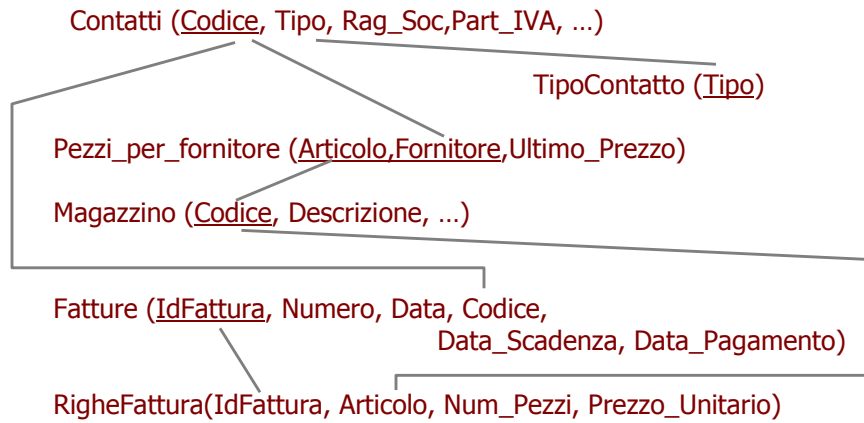 Contatti (Codice, Tipo, Rag_Soc,Part_IVA, ...)
TipoContatto (Tipo)
Pezzi_per_fornitore (Articolo,Fornitore,Ultimo_Prezzo)
Magazzino (Codice, Descrizione, ...)
Fatture (IdFattura, Numero, Data, Codice,
Data_Scadenza, Data_Pagamento)
RigheFattura(IdFattura, Articolo, Num_Pezzi, Prezzo_Unitario)